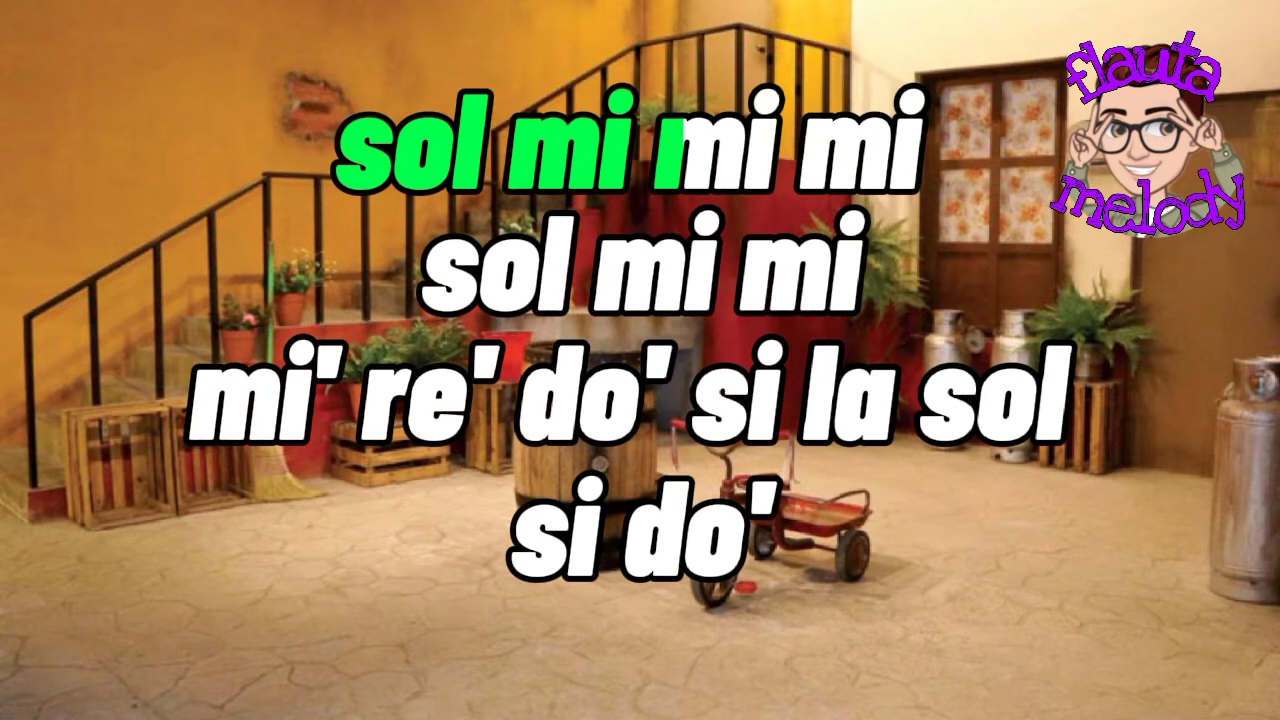 flauta
sol mi mi mi
melody
sol mi mi
mi' re' do' si la sol
si do'